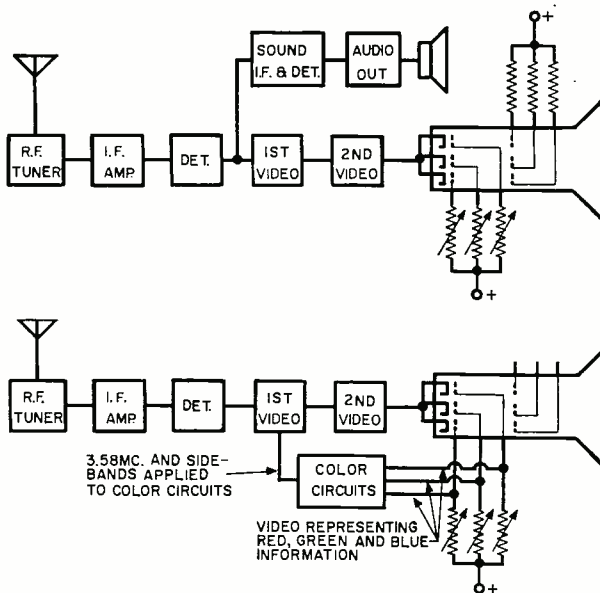 +
SOUND
I.F. & DET.
AUDIO
OUT
R.F.
TUNER
I.F.
AMP.
DET.
1ST
VIDEO
2ND
VIDEO
+
R.F.
TUNER
I.F.
AMP.
DET.
1ST
VIDEO
2ND
VIDEO
3.58MC. AND SIDE-
BANDS APPLIED
TO COLOR CIRCUITS
COLOR
CIRCUITS
VIDEO REPRESENTING
RED, GREEN AND BLUE
INFORMATION
+